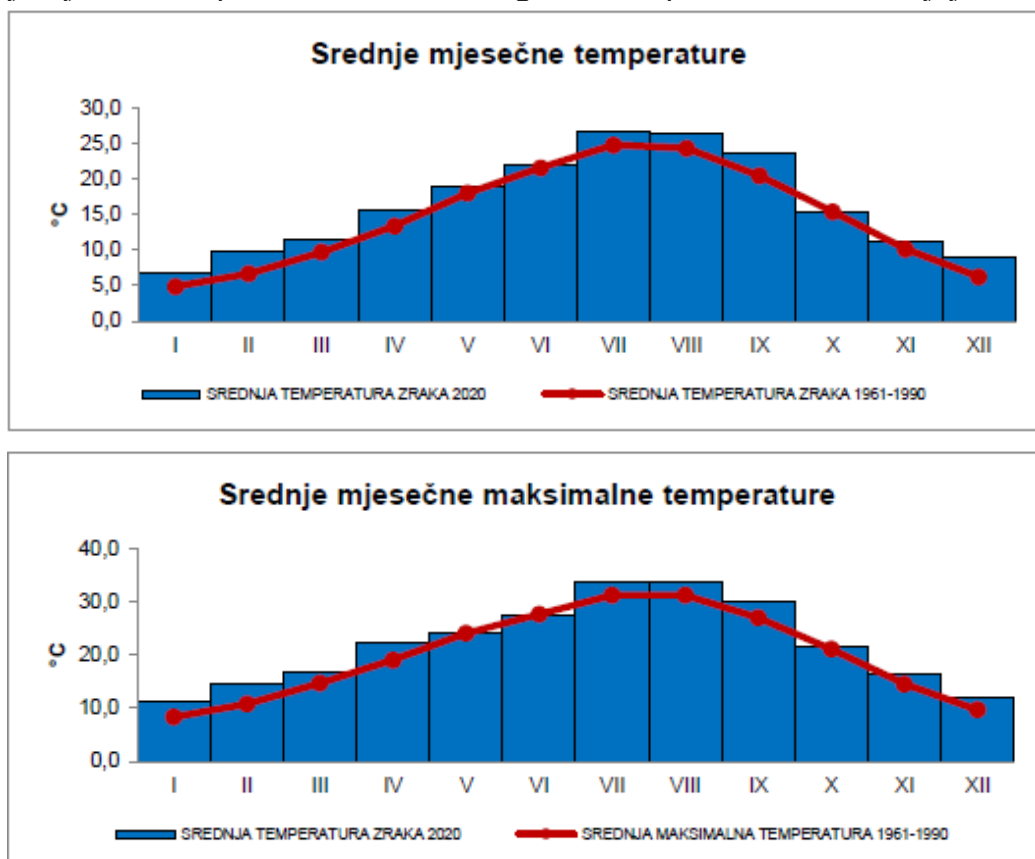 Srednje mjesečne temperature
30,0
25,0
20,0
15,0
10,0
5,0
0,0
°C
I II III IV V VI VII VIII IX X XI XII
SREDNJA TEMPERATURA ZRAKA 2020 SREDNJA TEMPERATURA ZRAKA 1961-1990
Srednje mjesečne maksimalne temperature
40,0
30,0
20,0
10,0
0,0
°C
I II III IV V VI VII VIII IX X XI XII
SREDNJA TEMPERATURA ZRAKA 2020 SREDNJA MAKSIMALNA TEMPERATURA 1961-1990